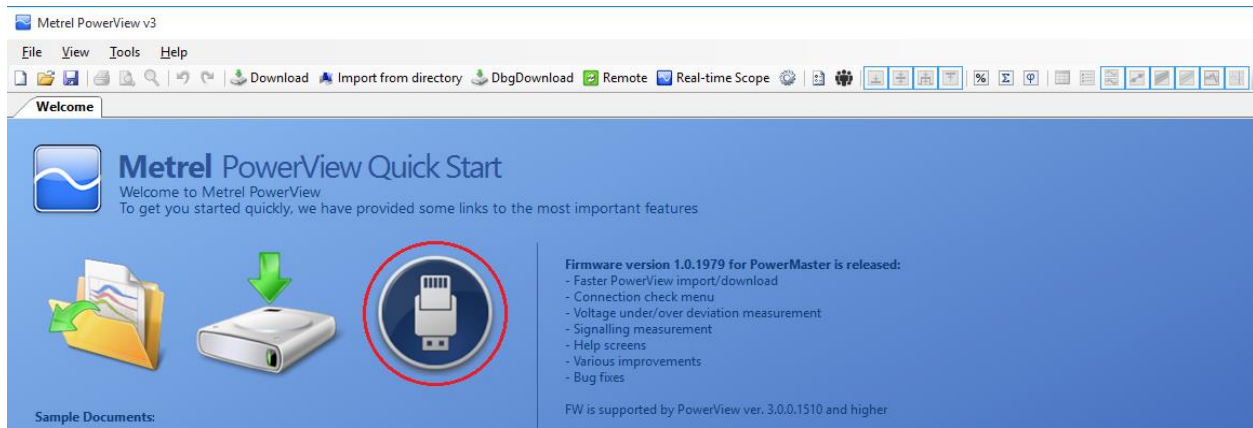 Metrel PowerView v3
File View Tools Help
Download Import from directory DbgDownload Remote Real-time Scope % Σ φ
Welcome
Metrel PowerView Quick Start
Welcome to Metrel PowerView
To get you started quickly, we have provided some links to the most important features
Firmware version 1.0.1979 for PowerMaster is released:
- Faster PowerView import/download
- Connection check menu
- Voltage under/over deviation measurement
- Signalling measurement
- Help screens
- Various improvements
- Bug fixes
FW is supported by PowerView ver. 3.0.0.1510 and higher
Sample Documents: